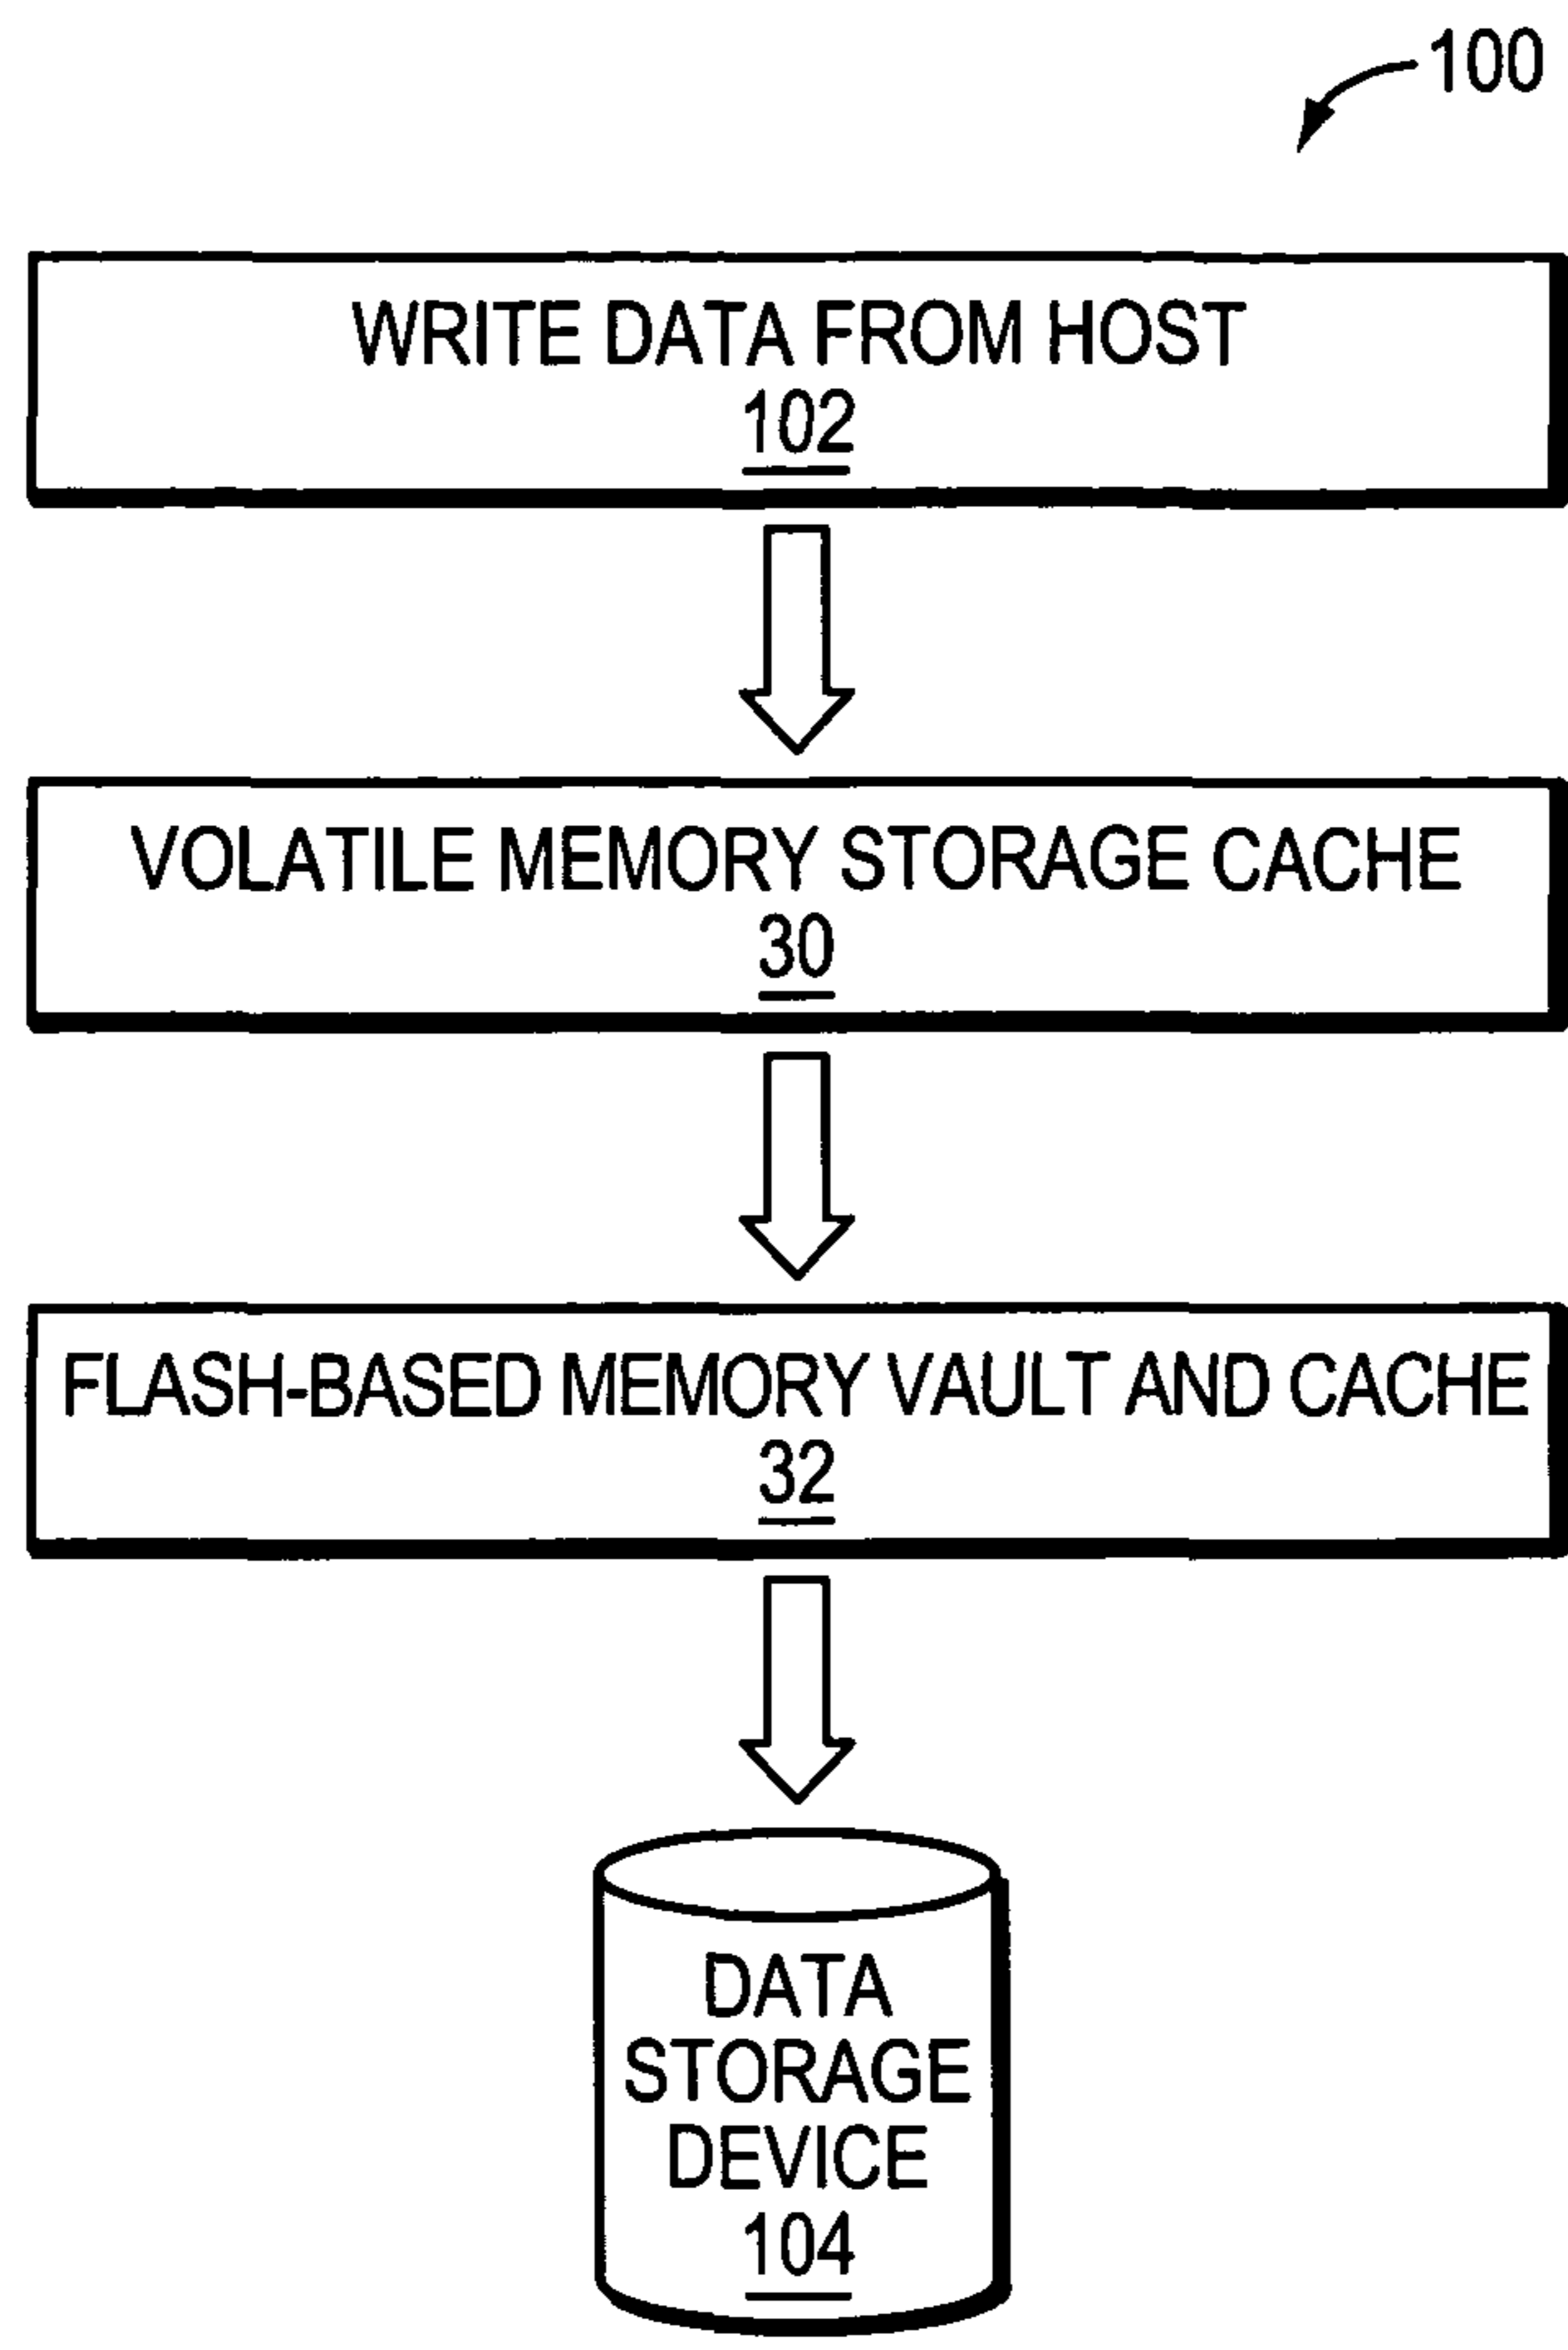 100
WRITE DATA FROM HOST
102
VOLATILE MEMORY STORAGE CACHE
30
FLASH-BASED MEMORY VAULT AND CACHE
32
DATA
STORAGE
DEVICE
104